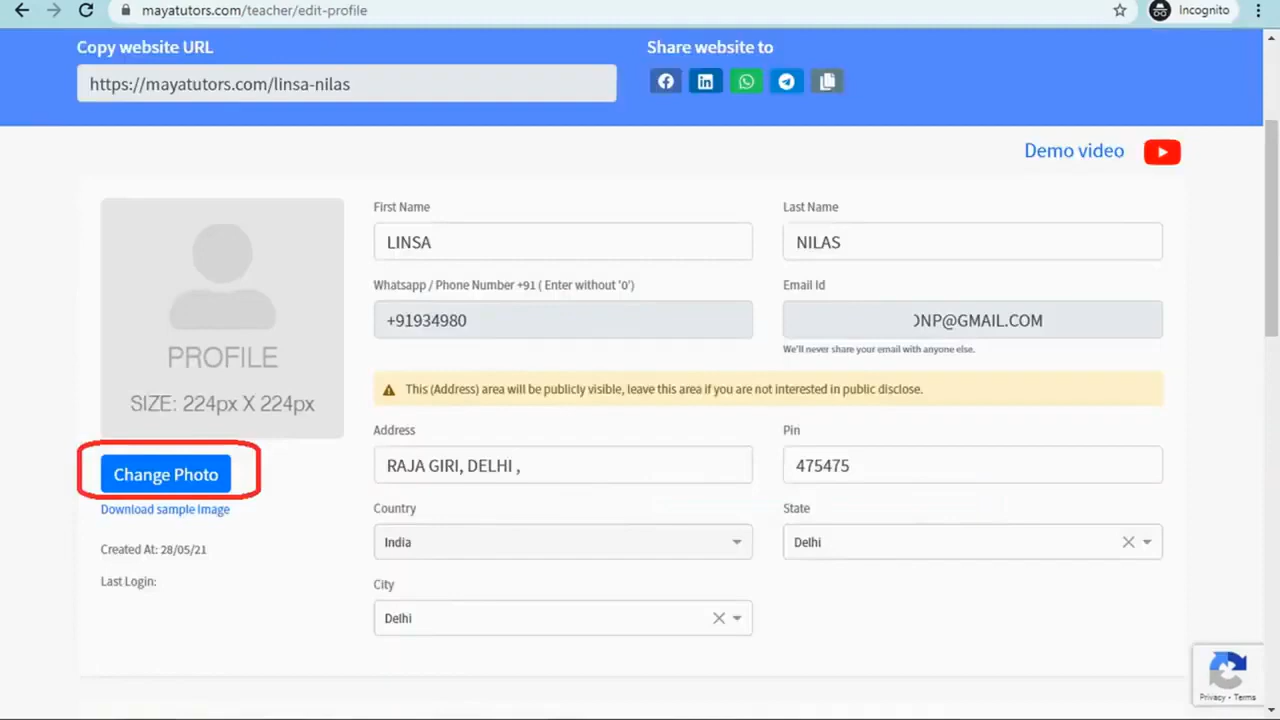 mayatutors.com/teacher/edit-profile
Incognito
Copy website URL
Share website to
https://mayatutors.com/linsa-nilas
Demo video
First Name
Last Name
LINSA
NILAS
PROFILE
SIZE: 224px X 224px
Whatsapp / Phone Number +91 ( Enter without '0')
Email Id
+91934980
NP@GMAIL.COM
We'll never share your email with anyone else.
This (Address) area will be publicly visible, leave this area if you are not interested in public disclose.
Address
Pin
RAJA GIRI, DELHI ,
475475
Change Photo
Download sample Image
Created At: 28/05/21
Last Login:
Country
State
India
Delhi
City
Delhi
Privacy - Terms